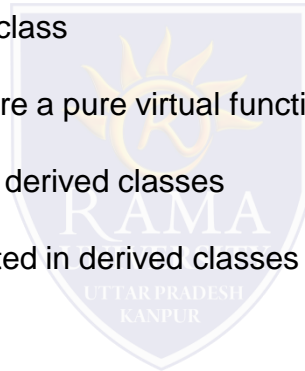 class
re a pure virtual functi
derived classes
ted in derived classes
RAMA
UNIVERSITY
UTTAR PRADESH
KANPUR